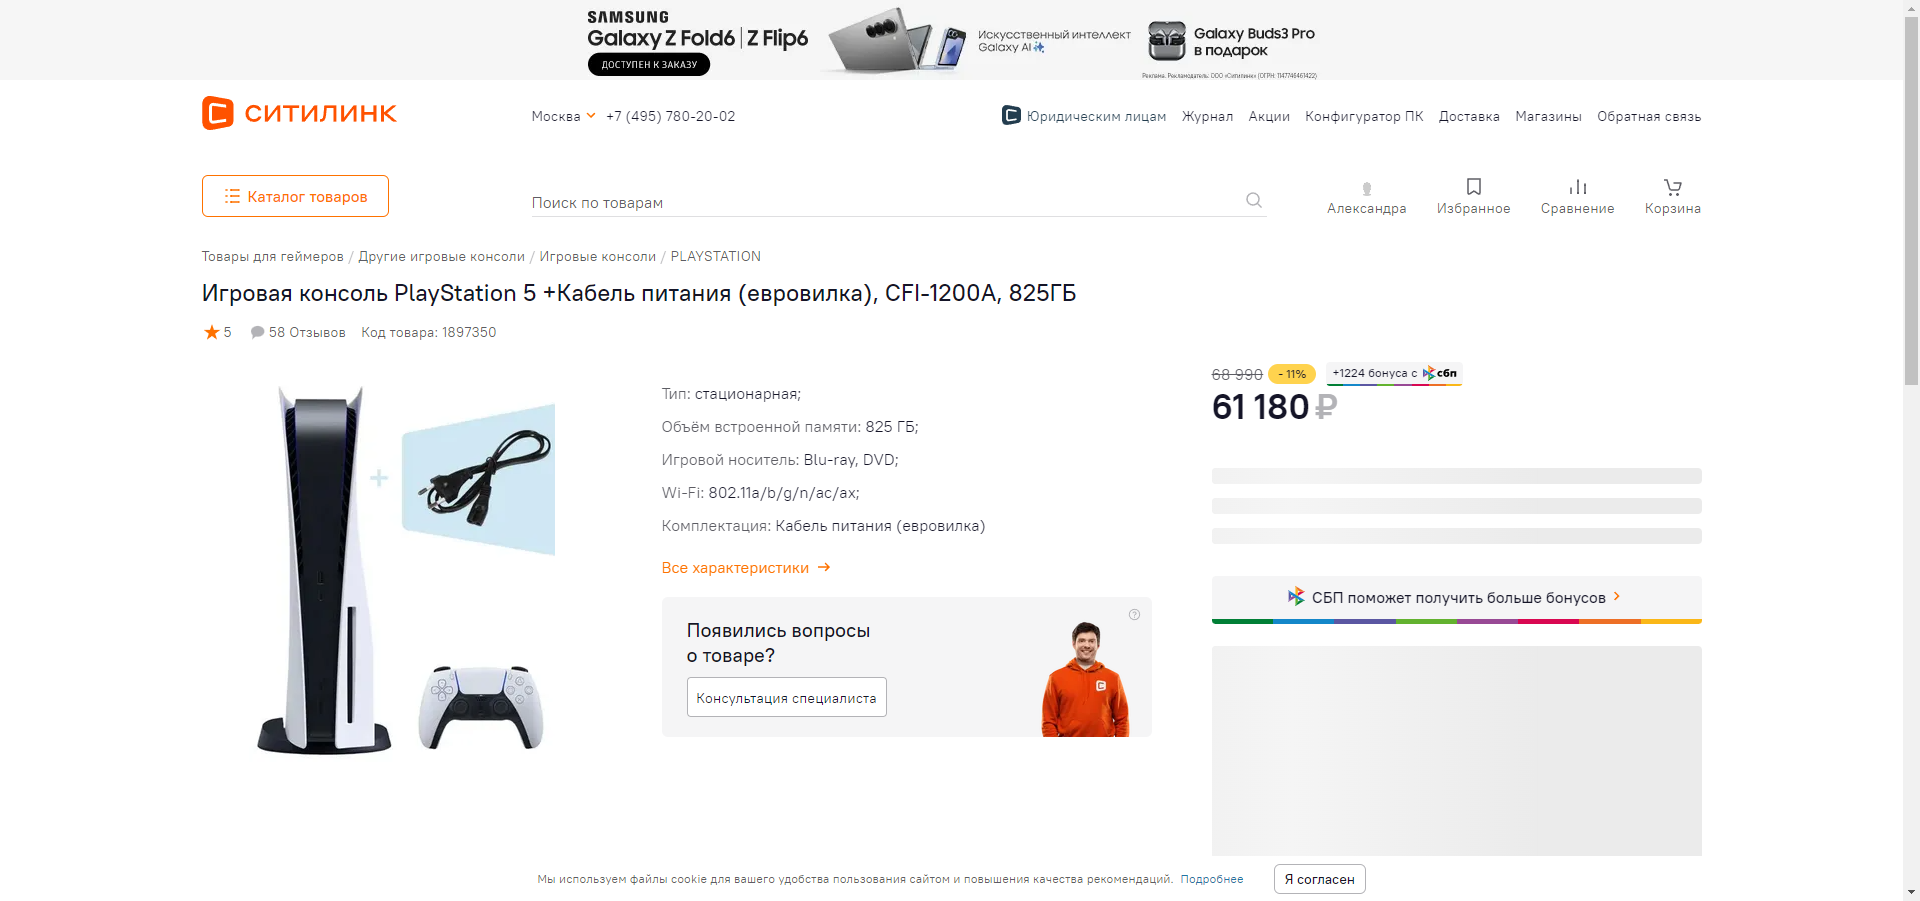 SAMSUNG
Galaxy Z Fold6 | Z Flip6
ДОСТУПЕН К ЗАКАЗУ
Искусственный интеллект
Galaxy AI
Galaxy Buds3 Pro
в подарок
Реклама. Рекламодатель: ООО «Ситилинк» (ОГРН: 1147746461422)
СИТИЛИНК
Москва +7 (495) 780-20-02
Юридическим лицам Журнал Акции Конфигуратор ПК Доставка Магазины Обратная связь
Каталог товаров
Поиск по товарам
Александра Избранное Сравнение Корзина
Товары для геймеров / Другие игровые консоли / Игровые консоли / PLAYSTATION
Игровая консоль PlayStation 5 +Кабель питания (евровилка), CFI-1200A, 825ГБ
5 58 Отзывов Код товара: 1897350
Тип: стационарная;
Объём встроенной памяти: 825 ГБ;
Игровой носитель: Blu-ray, DVD;
Wi-Fi: 802.11a/b/g/n/ac/ax;
Комплектация: Кабель питания (евровилка)
Все характеристики
Появились вопросы
о товаре?
Консультация специалиста
68 990 - 11% +1224 бонуса с сбп
61 180 ₽
СБП поможет получить больше бонусов
Мы используем файлы cookie для вашего удобства пользования сайтом и повышения качества рекомендаций. Подробнее
Я согласен